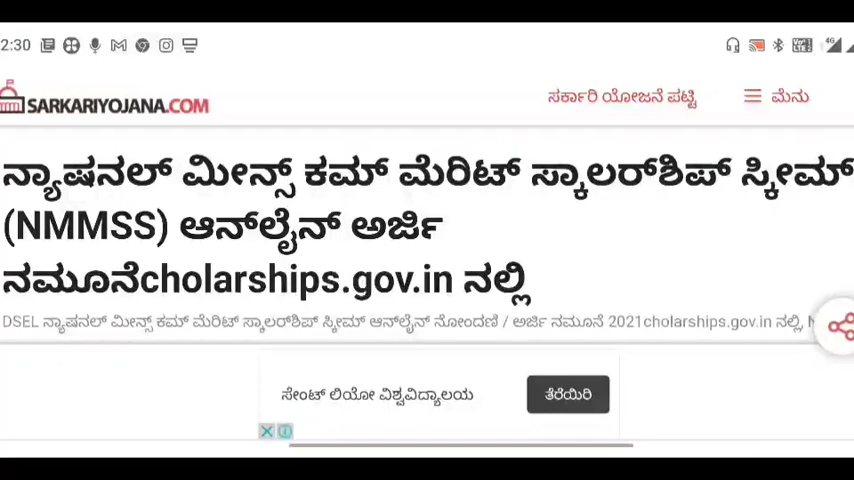 2:30
4G
SARKARIYOJANA.COM
ಸರ್ಕಾರಿ ಯೋಜನೆ ಪಟ್ಟಿ
ಮೆನು
ನ್ಯಾಷನಲ್ ಮೀನ್ಸ್ ಕಮ್ ಮೆರಿಟ್ ಸ್ಕಾಲರ್‌ಶಿಪ್ ಸ್ಕೀಮ್
(NMMSS) ಆನ್‌ಲೈನ್ ಅರ್ಜಿ
ನಮೂನೆcholarships.gov.in ನಲ್ಲಿ
DSEL ನ್ಯಾಷನಲ್ ಮೀನ್ಸ್ ಕಮ್ ಮೆರಿಟ್ ಸ್ಕಾಲರ್‌ಶಿಪ್ ಸ್ಕೀಮ್ ಆನ್‌ಲೈನ್ ನೋಂದಣಿ / ಅರ್ಜಿ ನಮೂನೆ 2021cholarships.gov.in ನಲ್ಲಿ,
ಸೇಂಟ್ ಲಿಯೋ ವಿಶ್ವವಿದ್ಯಾಲಯ
ತೆರೆಯಿರಿ